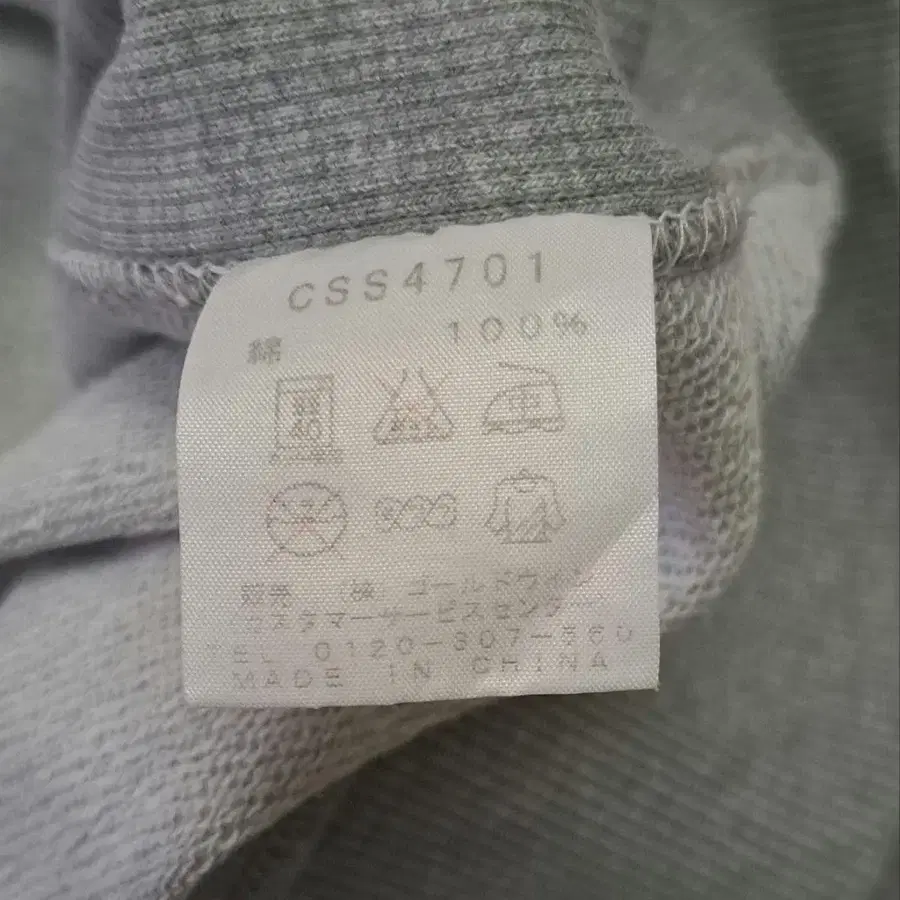 CSS4701
綿 100%
中
販売 (株)ゴールドウイン
カスタマーサービスセンター
TEL 0120-307-560
MADE IN CHINA